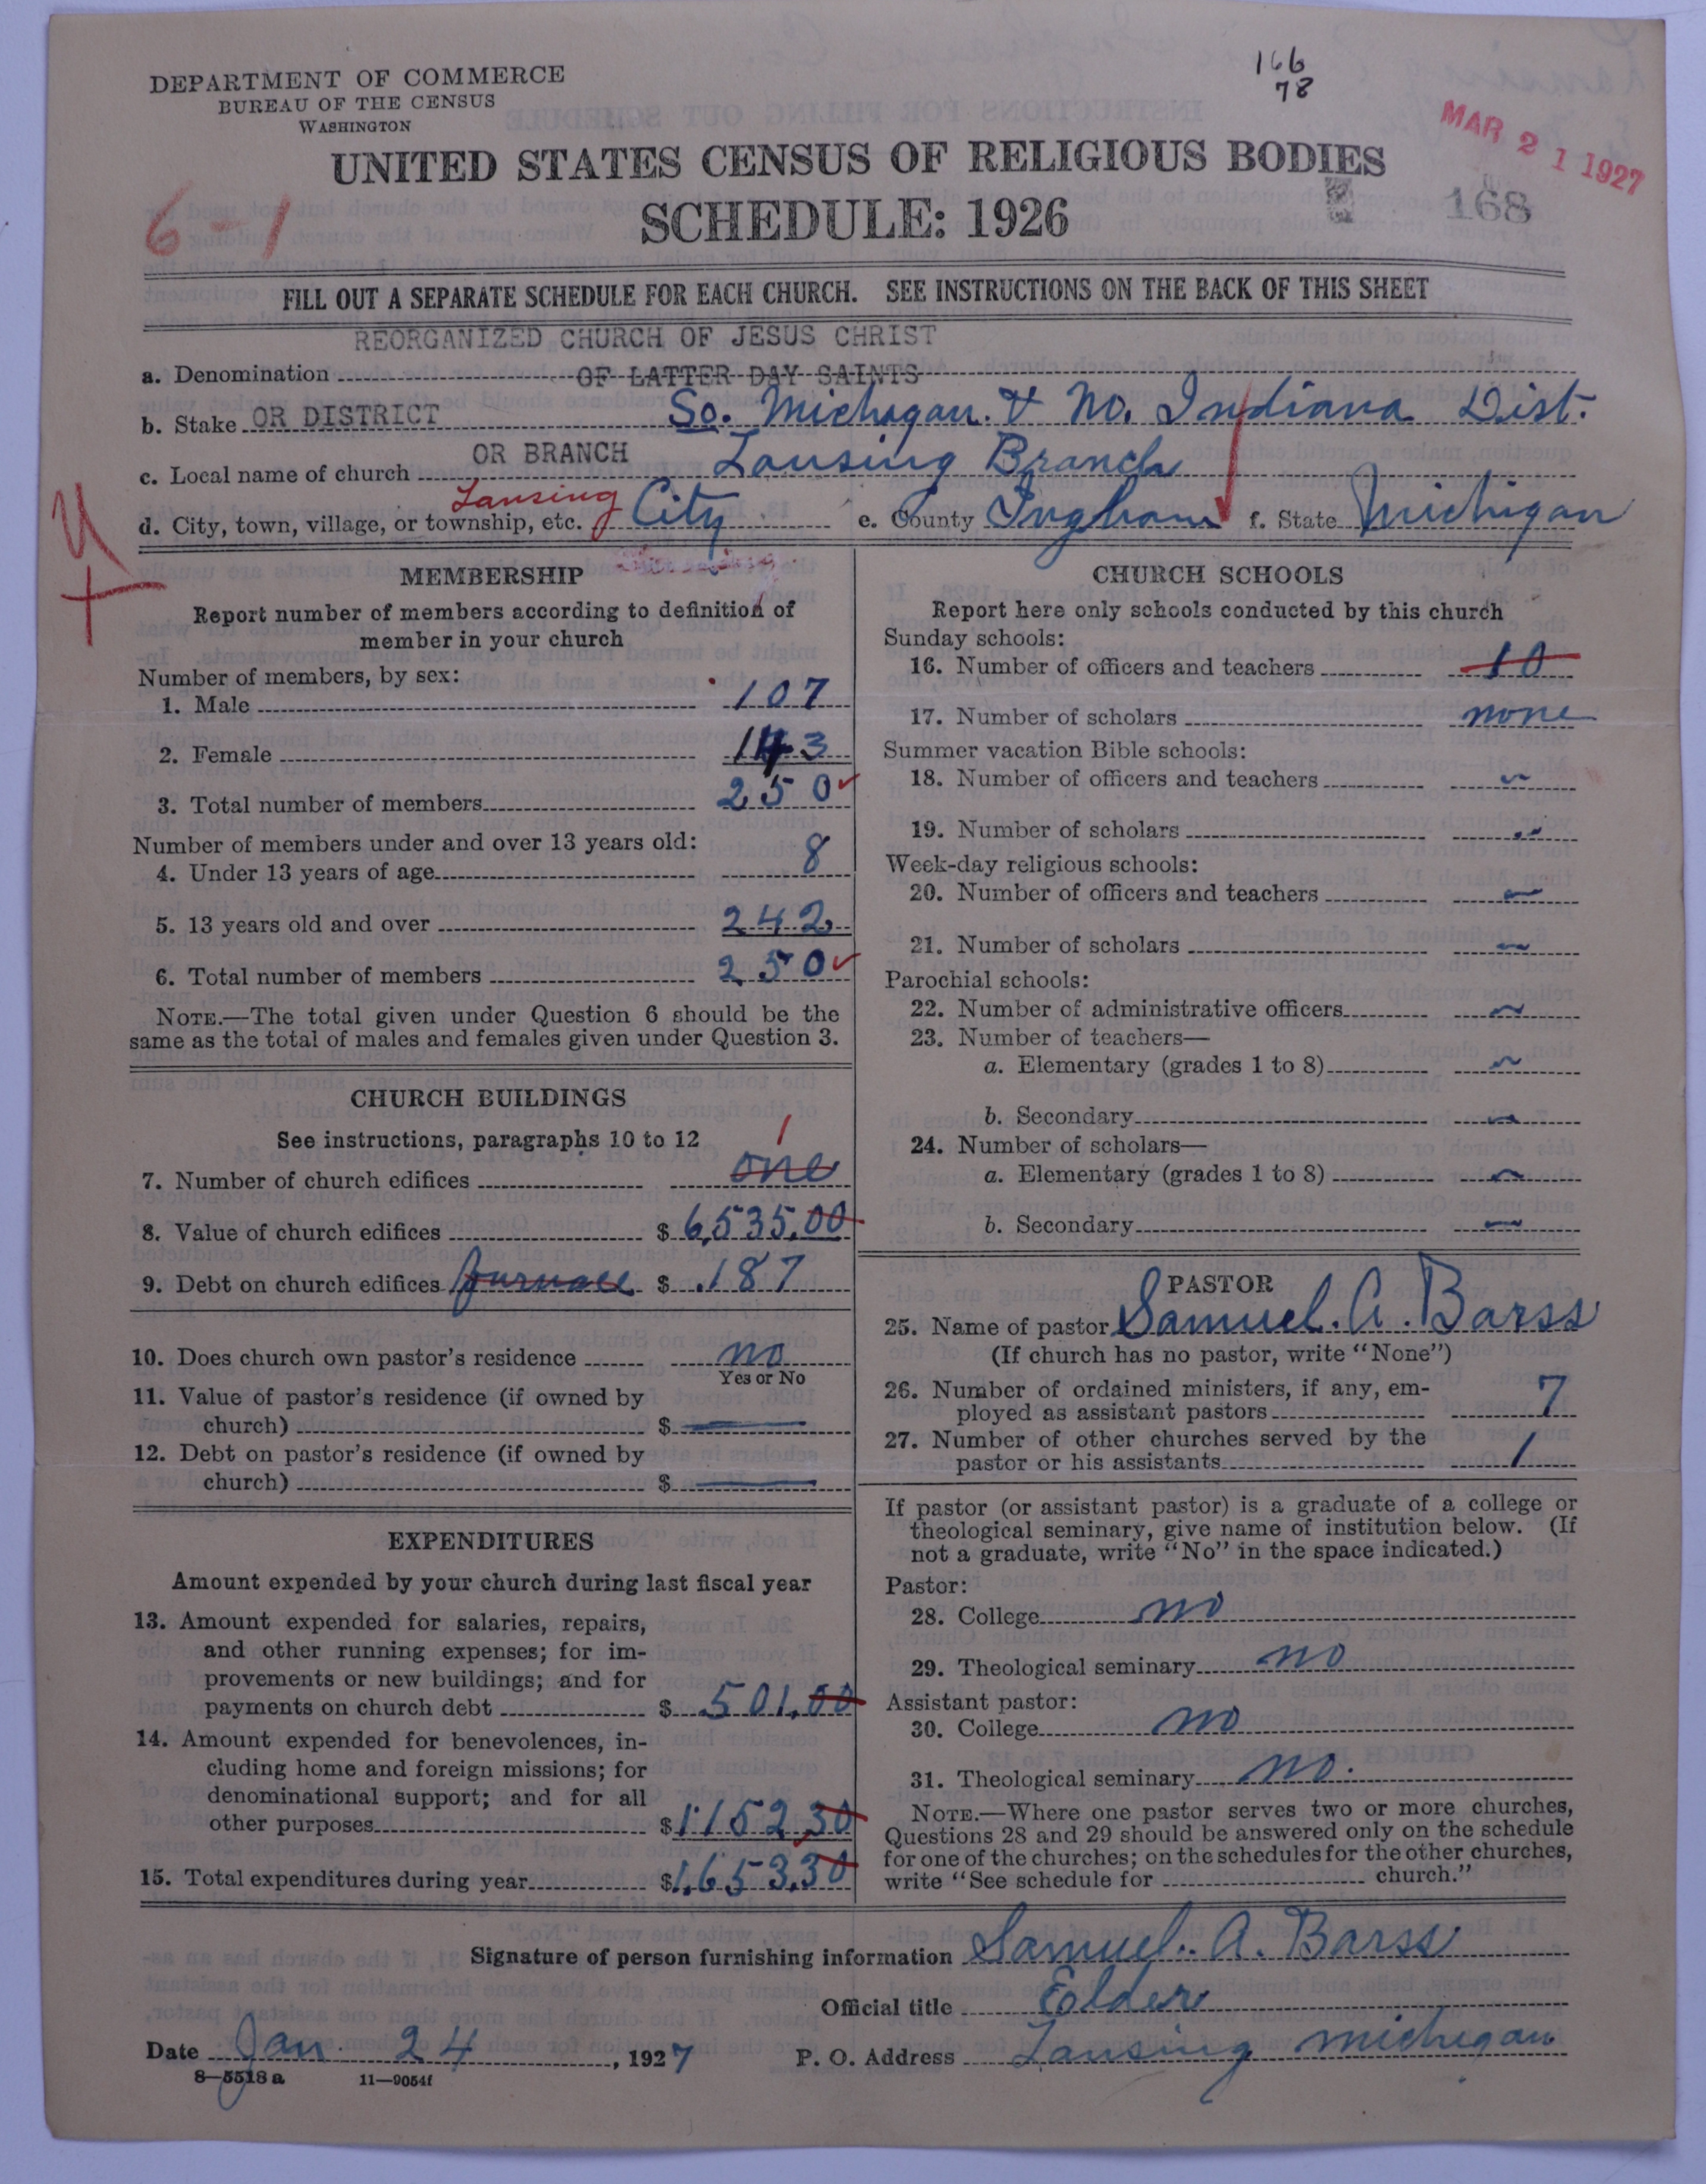 DEPARTMENT OF COMMERCE
BUREAU OF THE CENSUS
WASHINGTON
166
78
MAR 21 1927
UNITED STATES CENSUS OF RELIGIOUS BODIES
6-1
SCHEDULE: 1926
168
FILL OUT A SEPARATE SCHEDULE FOR EACH CHURCH. SEE INSTRUCTIONS ON THE BACK OF THIS SHEET
REORGANIZED CHURCH OF JESUS CHRIST
a. Denomination OF LATTER DAY SAINTS
b. Stake OR DISTRICT So. Michigan. & No. Indiana Dist.
c. Local name of church OR BRANCH Lansing Branch
d. City, town, village, or township, etc. Lansing City e. County Ingham f. State Michigan
MEMBERSHIP
Report number of members according to definition of
member in your church
Number of members, by sex:
1. Male 107
2. Female 143
3. Total number of members 250
Number of members under and over 13 years old:
4. Under 13 years of age 8
5. 13 years old and over 242
6. Total number of members 250
NOTE.—The total given under Question 6 should be the
same as the total of males and females given under Question 3.
CHURCH BUILDINGS
See instructions, paragraphs 10 to 12
1
7. Number of church edifices one
8. Value of church edifices $ 6,535.00
9. Debt on church edifices furnace $ 187
10. Does church own pastor's residence no
Yes or No
11. Value of pastor's residence (if owned by
church) $
12. Debt on pastor's residence (if owned by
church) $
EXPENDITURES
Amount expended by your church during last fiscal year
13. Amount expended for salaries, repairs,
and other running expenses; for im-
provements or new buildings; and for
payments on church debt $ 501.00
14. Amount expended for benevolences, in-
cluding home and foreign missions; for
denominational support; and for all
other purposes $ 1152 30
15. Total expenditures during year $ 1,653.30
CHURCH SCHOOLS
Report here only schools conducted by this church
Sunday schools:
16. Number of officers and teachers 10
17. Number of scholars none
Summer vacation Bible schools:
18. Number of officers and teachers
19. Number of scholars
Week-day religious schools:
20. Number of officers and teachers
21. Number of scholars
Parochial schools:
22. Number of administrative officers
23. Number of teachers—
a. Elementary (grades 1 to 8)
b. Secondary
24. Number of scholars—
a. Elementary (grades 1 to 8)
b. Secondary
PASTOR
25. Name of pastor Samuel. A. Barss
(If church has no pastor, write "None")
26. Number of ordained ministers, if any, em-
ployed as assistant pastors 7
27. Number of other churches served by the
pastor or his assistants 1
If pastor (or assistant pastor) is a graduate of a college or
theological seminary, give name of institution below. (If
not a graduate, write "No" in the space indicated.)
Pastor:
28. College no
29. Theological seminary no
Assistant pastor:
30. College no
31. Theological seminary no.
NOTE.—Where one pastor serves two or more churches,
Questions 28 and 29 should be answered only on the schedule
for one of the churches; on the schedules for the other churches,
write "See schedule for church."
Signature of person furnishing information Samuel. A. Barss
Official title Elder
Date Jan. 24, 1927 P. O. Address Lansing Michigan
8—5518 a 11—9054f